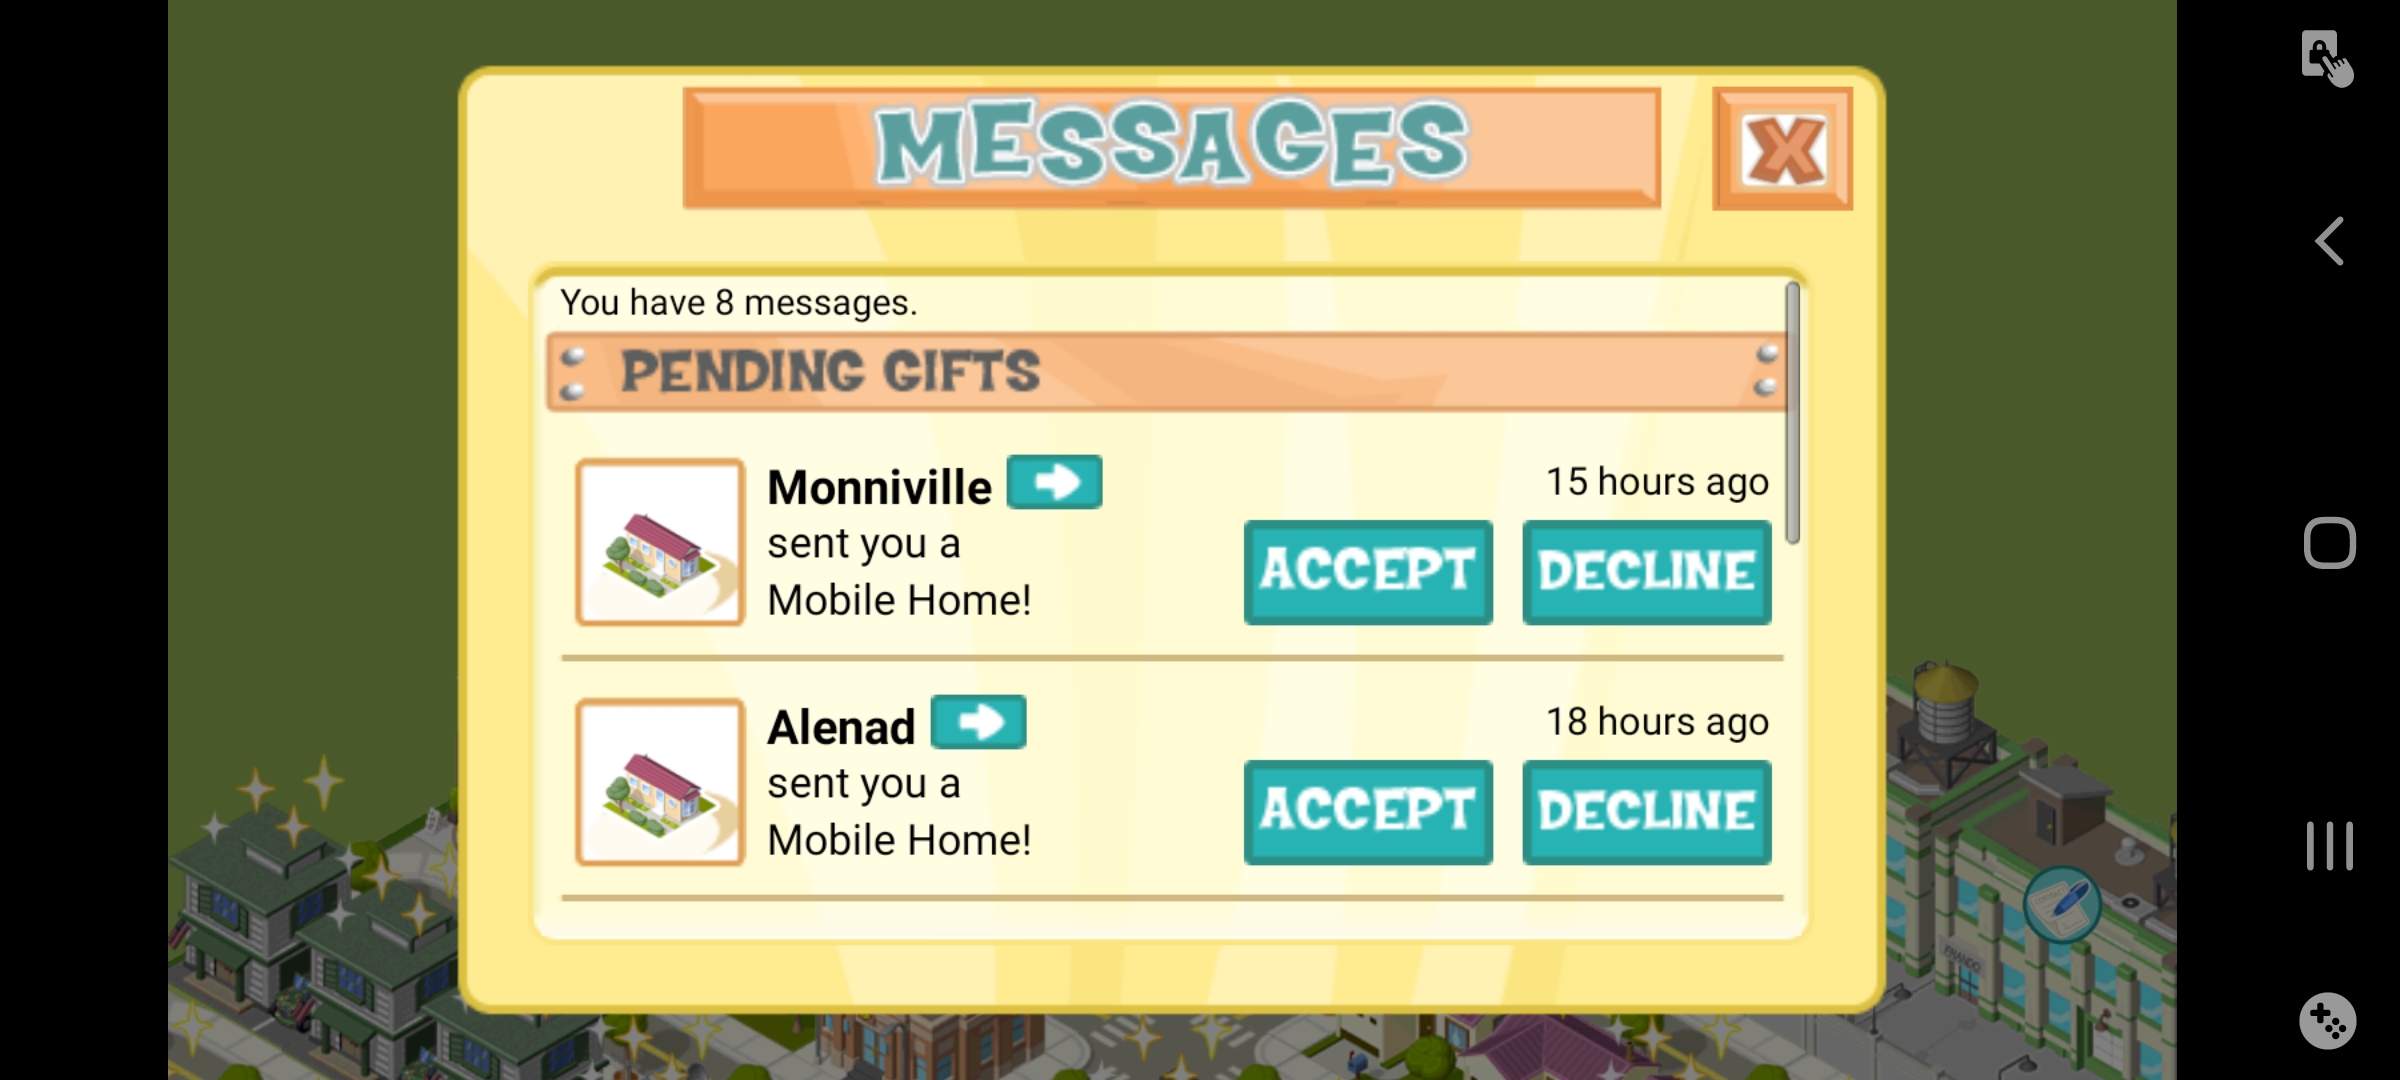 MESSAGES
You have 8 messages.
PENDING GIFTS
Monniville
15 hours ago
sent you a
Mobile Home!
ACCEPT
DECLINE
Alenad
18 hours ago
sent you a
Mobile Home!
ACCEPT
DECLINE